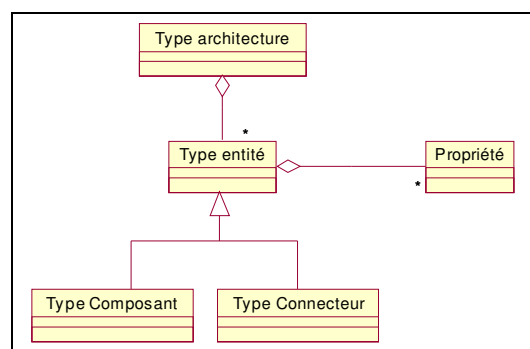 Type architecture
*
Type entité
Propriété
*
Type Composant
Type Connecteur